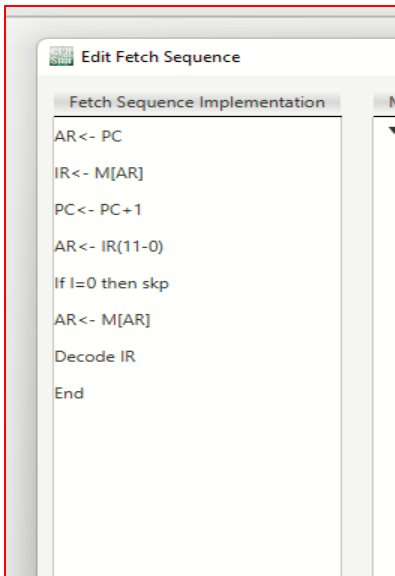 Edit Fetch Sequence
Fetch Sequence Implementation
AR<- PC
IR<- M[AR]
PC<- PC+1
AR<- IR(11-0)
If I=0 then skp
AR<- M[AR]
Decode IR
End